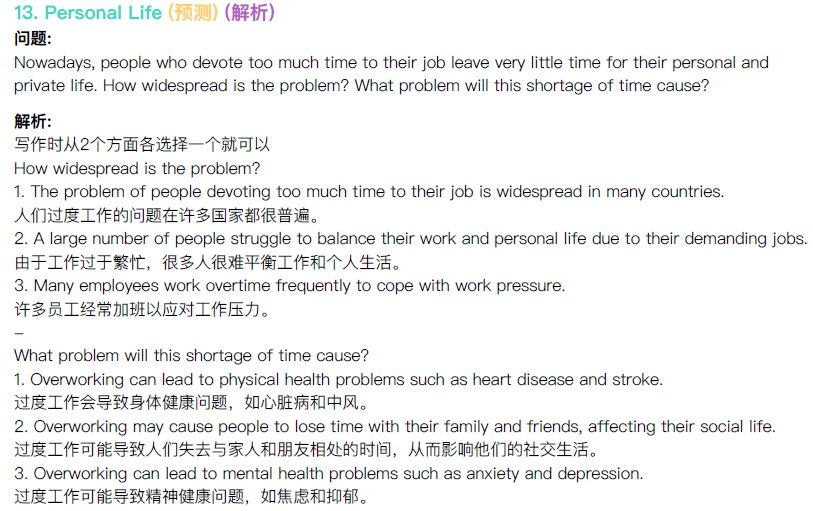 13. Personal Life (预测) (解析)
问题:
Nowadays, people who devote too much time to their job leave very little time for their personal and
private life. How widespread is the problem? What problem will this shortage of time cause?
解析:
写作时从2个方面各选择一个就可以
How widespread is the problem?
1. The problem of people devoting too much time to their job is widespread in many countries.
人们过度工作的问题在许多国家都很普遍。
2. A large number of people struggle to balance their work and personal life due to their demanding jobs.
由于工作过于繁忙，很多人很难平衡工作和个人生活。
3. Many employees work overtime frequently to cope with work pressure.
许多员工经常加班以应对工作压力。
–
What problem will this shortage of time cause?
1. Overworking can lead to physical health problems such as heart disease and stroke.
过度工作会导致身体健康问题，如心脏病和中风。
2. Overworking may cause people to lose time with their family and friends, affecting their social life.
过度工作可能导致人们失去与家人和朋友相处的时间，从而影响他们的社交生活。
3. Overworking can lead to mental health problems such as anxiety and depression.
过度工作可能导致精神健康问题，如焦虑和抑郁。